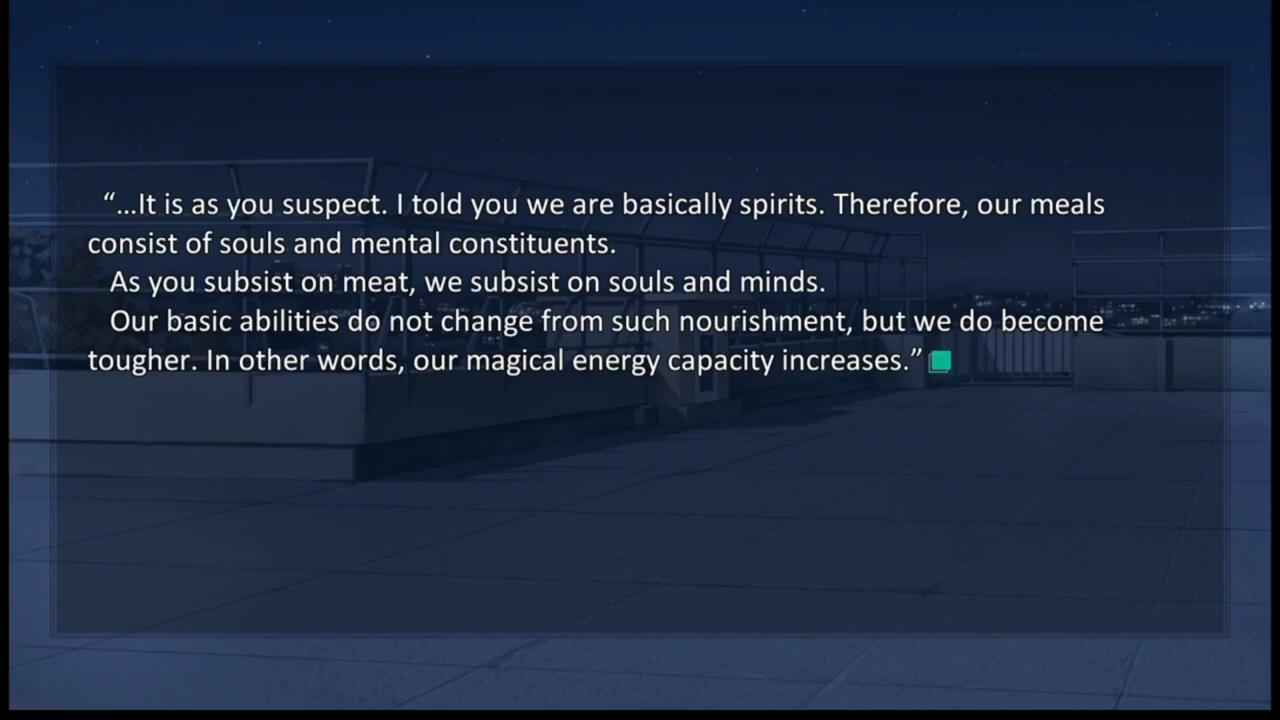 “…It is as you suspect. I told you we are basically spirits. Therefore, our meals
consist of souls and mental constituents.
As you subsist on meat, we subsist on souls and minds.
Our basic abilities do not change from such nourishment, but we do become
tougher. In other words, our magical energy capacity increases.”